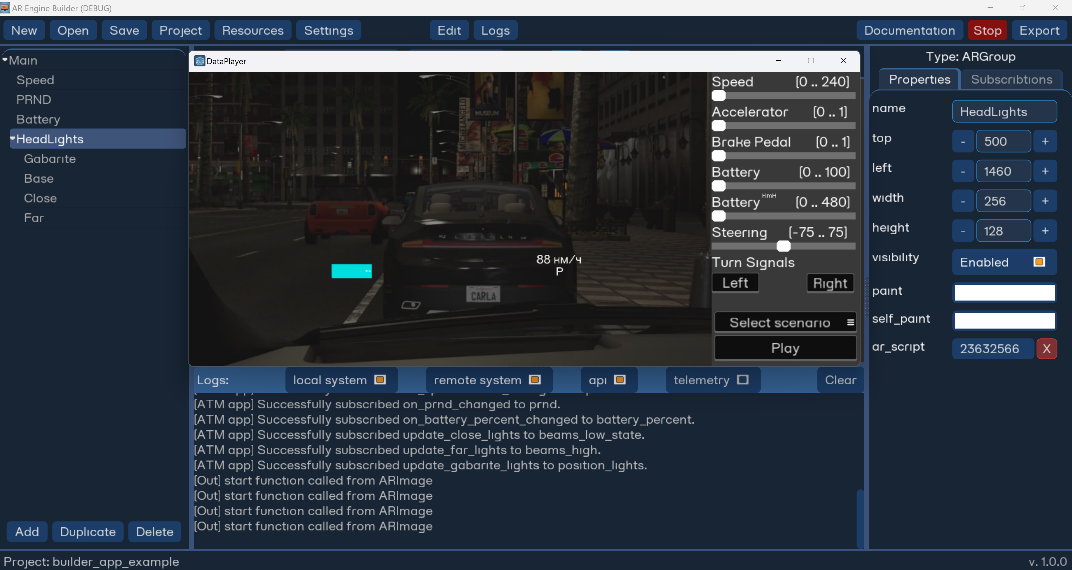 AR Engine Builder (DEBUG)
New Open Save Project Resources Settings Edit Logs Documentation Stop Export
Main
Speed
PRND
Battery
HeadLights
Gabarite
Base
Close
Far
Add Duplicate Delete
DataPlayer
88 нм/ч
P
CARLA
Speed [0 .. 240]
Accelerator [0 .. 1]
Brake Pedal [0 .. 1]
Battery [0 .. 100]
Battery HmH [0 .. 480]
Steering [-75 .. 75]
Turn Signals
Left Right
Select scenario
Play
Logs: local system remote system api telemetry Clear
[ATM app] Successfully subscribed on_prnd_changed to prnd.
[ATM app] Successfully subscribed on_battery_percent_changed to battery_percent.
[ATM app] Successfully subscribed update_close_lights to beams_low_state.
[ATM app] Successfully subscribed update_far_lights to beams_high.
[ATM app] Successfully subscribed update_gabarite_lights to position_lights.
[Out] start function called from ARImage
[Out] start function called from ARImage
[Out] start function called from ARImage
[Out] start function called from ARImage
Type: ARGroup
Properties Subscribtions
name HeadLights
top - 500 +
left - 1460 +
width - 256 +
height - 128 +
visibility Enabled
paint
self_paint
ar_script 23632566 X
Project: builder_app_example
v. 1.0.0